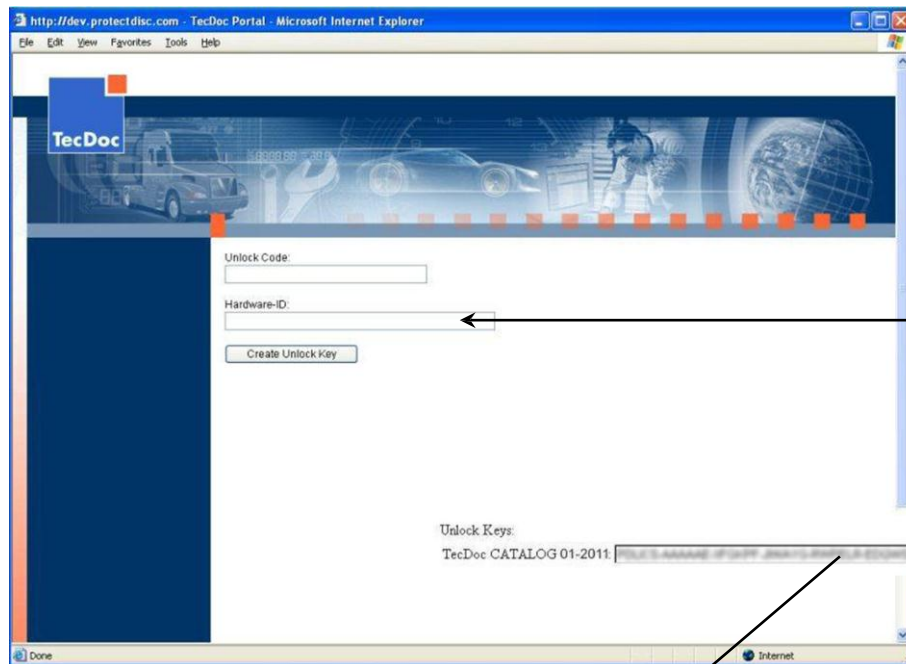 http://dev.protectdisc.com - TecDoc Portal - Microsoft Internet Explorer
File Edit View Favorites Tools Help
TecDoc
Unlock Code:
Hardware-ID:
Create Unlock Key
Unlock Keys:
TecDoc CATALOG 01-2011:
Done
Internet